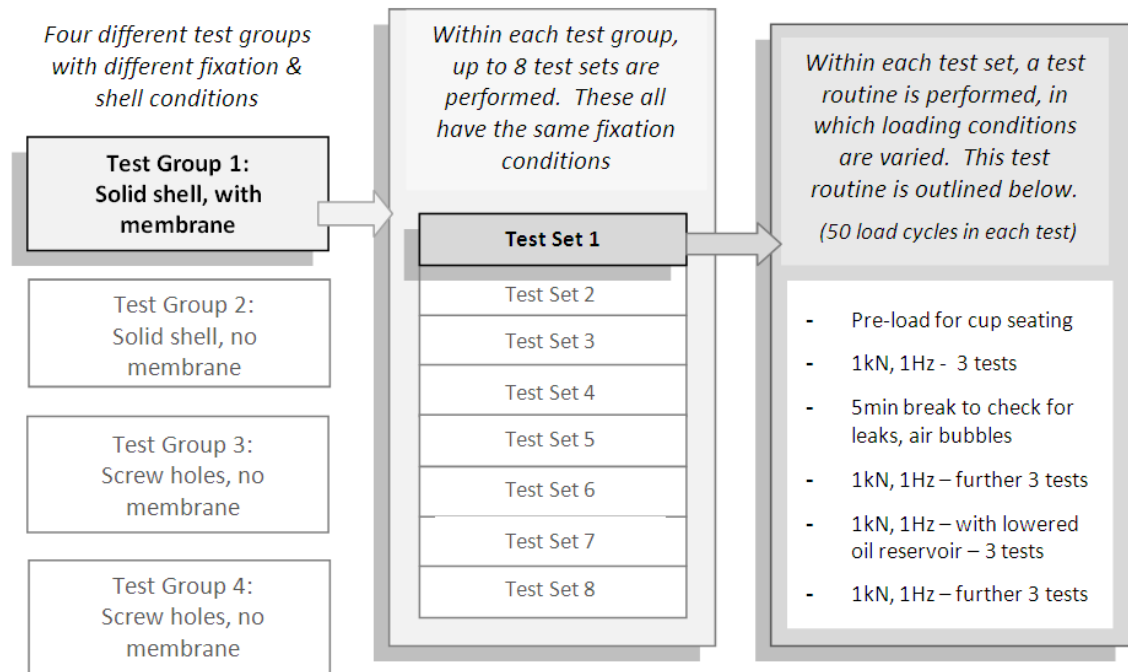 Four different test groups
with different fixation &
shell conditions
Test Group 1:
Solid shell, with
membrane
Test Group 2:
Solid shell, no
membrane
Test Group 3:
Screw holes, no
membrane
Test Group 4:
Screw holes, no
membrane
Within each test group,
up to 8 test sets are
performed.  These all
have the same fixation
conditions
Test Set 1
Test Set 2
Test Set 3
Test Set 4
Test Set 5
Test Set 6
Test Set 7
Test Set 8
Within each test set, a test
routine is performed, in
which loading conditions
are varied.  This test
routine is outlined below.
(50 load cycles in each test)
- Pre-load for cup seating
- 1kN, 1Hz -  3 tests
- 5min break to check for
leaks, air bubbles
- 1kN, 1Hz – further 3 tests
- 1kN, 1Hz – with lowered
oil reservoir – 3 tests
- 1kN, 1Hz – further 3 tests